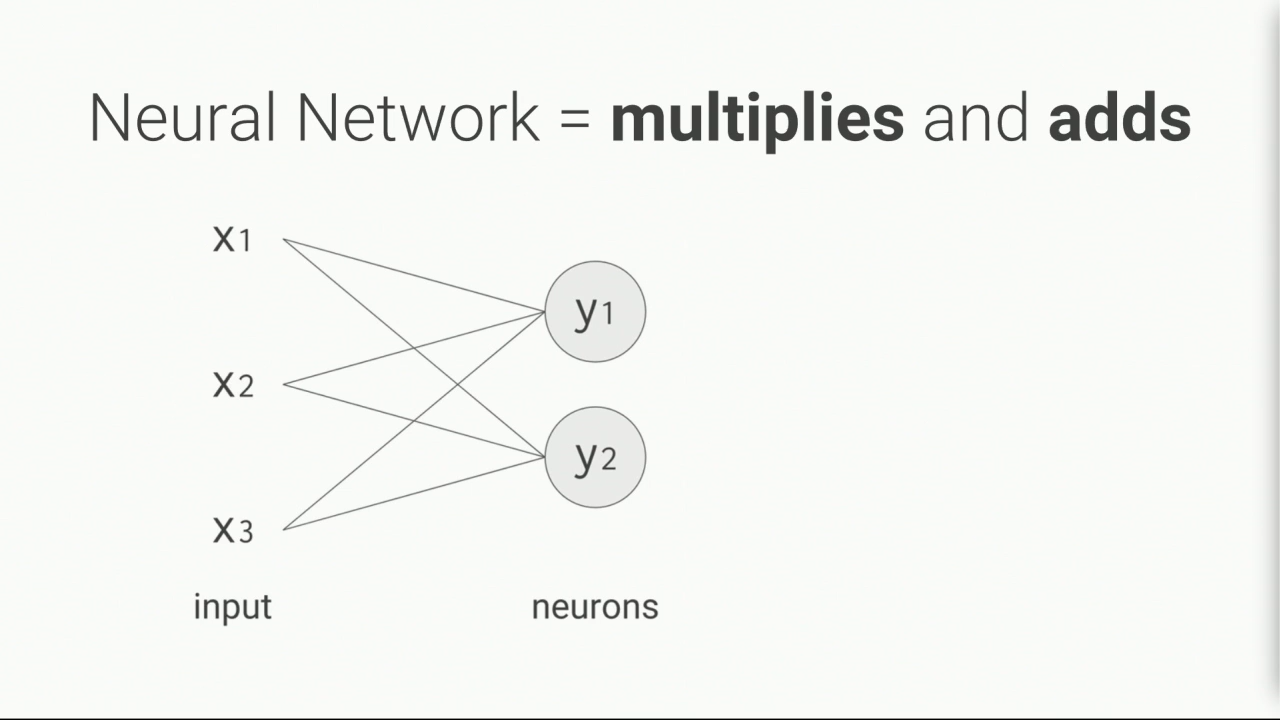 Neural Network = multiplies and adds
x1
y1
x2
y2
x3
input neurons